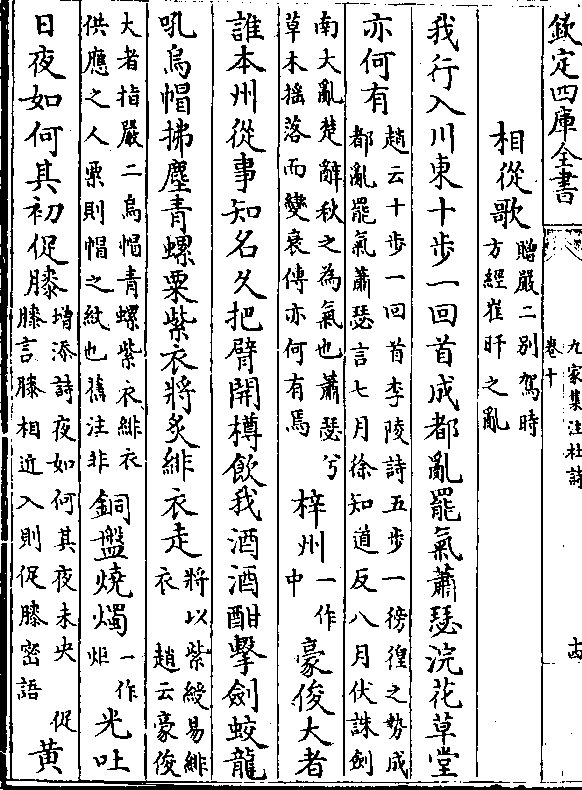 欽定四庫全書
九家集注杜詩
卷十
十四
相從歌
贈嚴二别駕時
方經崔旰之亂
我行入川東十歩一回首成都亂罷氣蕭瑟浣花草堂
亦何有
趙云十歩一回首李陵詩五歩一徬徨之勢成
都亂罷氣蕭瑟言七月徐知道反八月伏誅劍
南大亂楚辭秋之為氣也蕭瑟兮
草木揺落而變衰傳亦何有焉
梓州
一作
中
豪俊大者
誰本州從事知名久把臂開樽飲我酒酒酣擊劍蛟龍
吼烏帽拂塵青螺粟紫衣將炙緋衣走
將以紫綬易緋
衣 趙云豪俊
大者指嚴二烏帽青螺紫衣緋衣
供應之人粟則帽之紋也舊注非
銅盤燒燭
一作
炬
光吐
日夜如何其初促膝
増添詩夜如何其夜未央 促
膝言膝相近入則促膝密語
黄